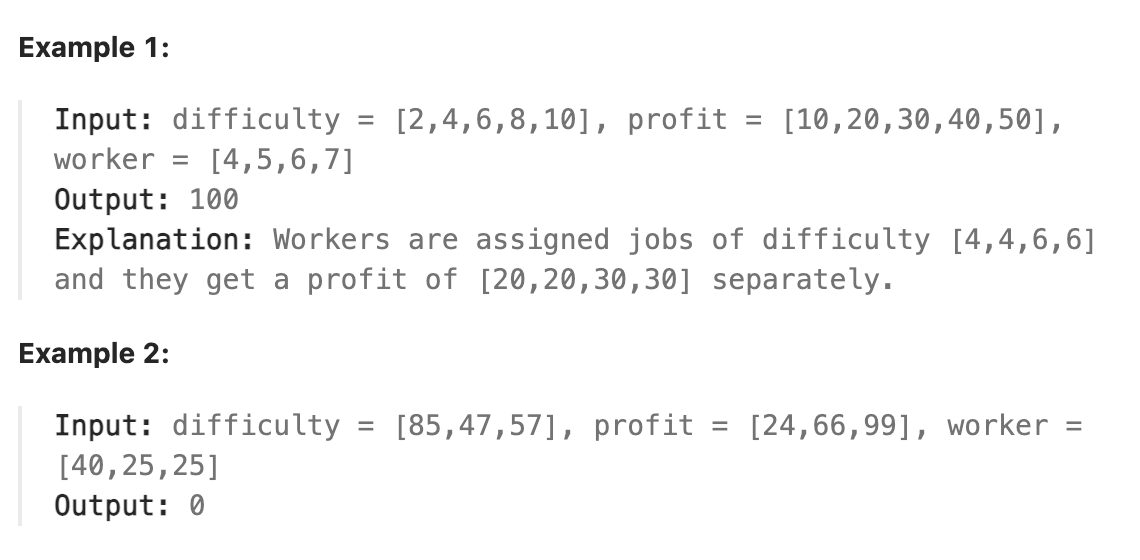 Example 1:
Input: difficulty = [2,4,6,8,10], profit = [10,20,30,40,50],
worker = [4,5,6,7]
Output: 100
Explanation: Workers are assigned jobs of difficulty [4,4,6,6]
and they get a profit of [20,20,30,30] separately.
Example 2:
Input: difficulty = [85,47,57], profit = [24,66,99], worker =
[40,25,25]
Output: 0